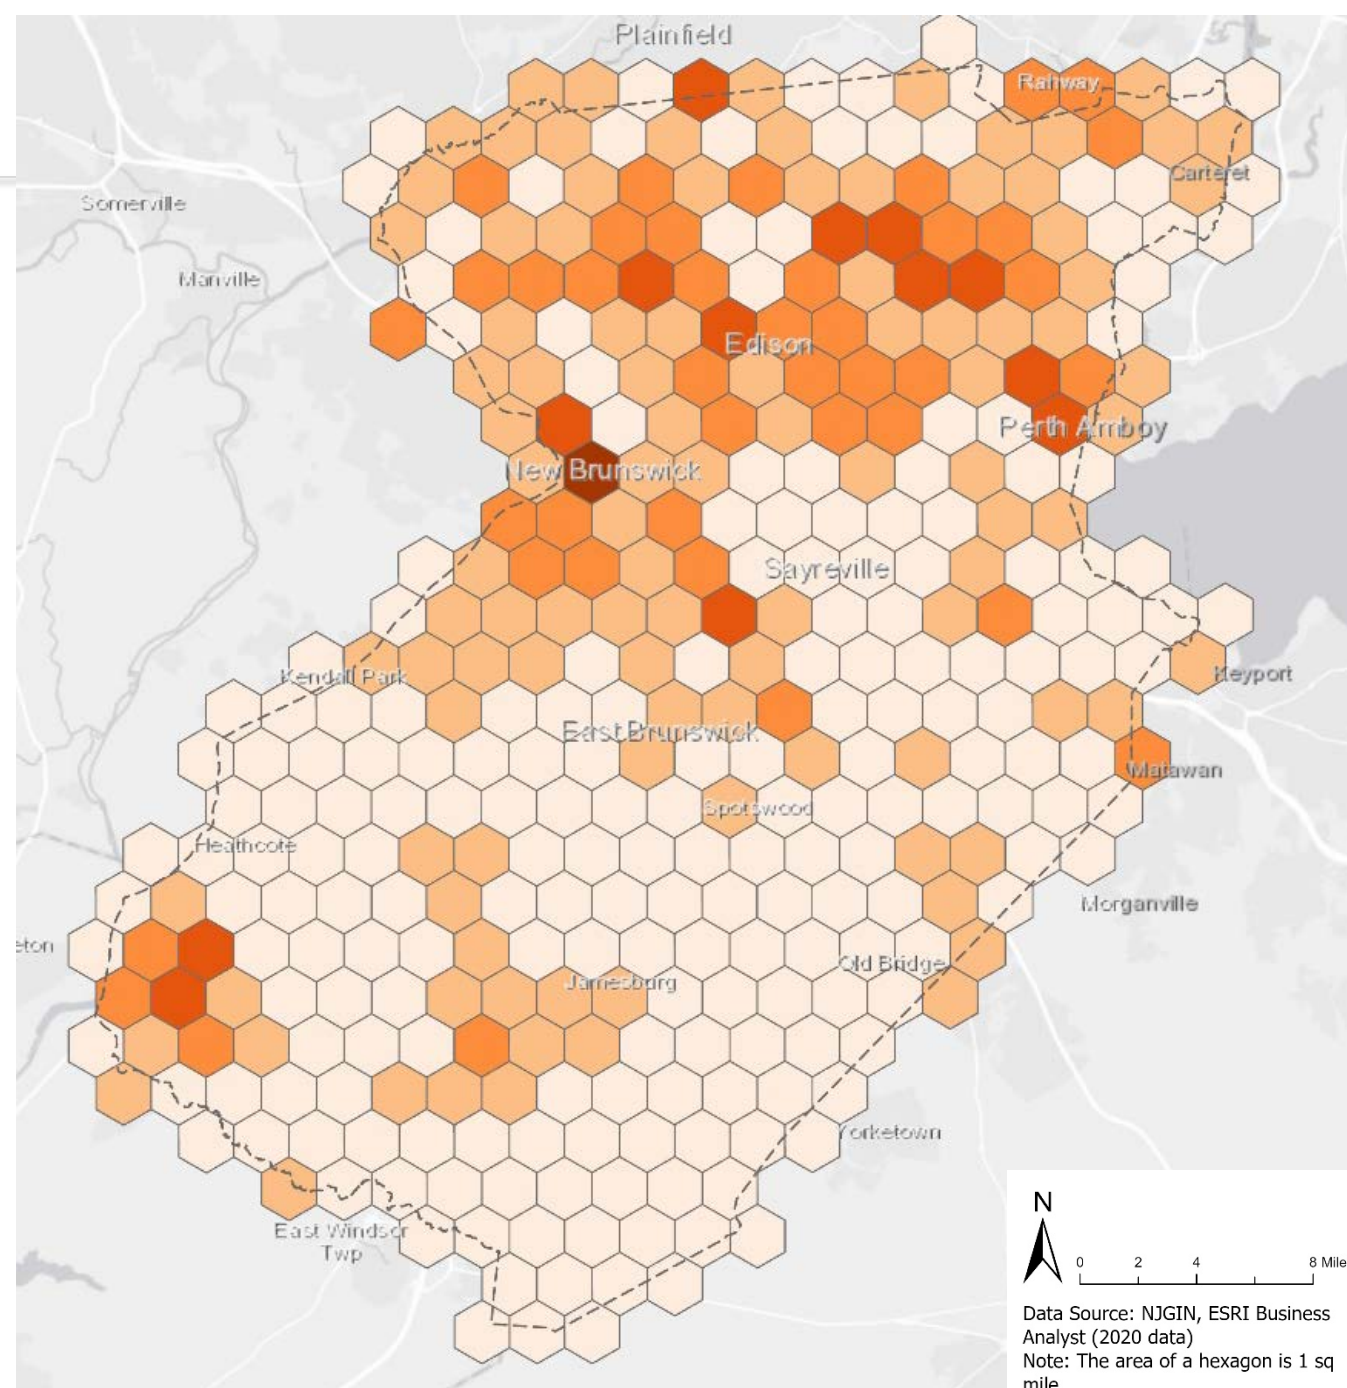 Plainfield
Rahway
Carteret
Somerville
Manville
Edison
Perth Amboy
New Brunswick
Sayreville
Kendall Park
Keyport
East Brunswick
Matawan
Spotswood
Heathcote
Morganville
eton
Old Bridge
Jamesburg
Yorketown
East Windsor
Twp
N
0 2 4 8 Mile
Data Source: NJGIN, ESRI Business
Analyst (2020 data)
Note: The area of a hexagon is 1 sq
mile